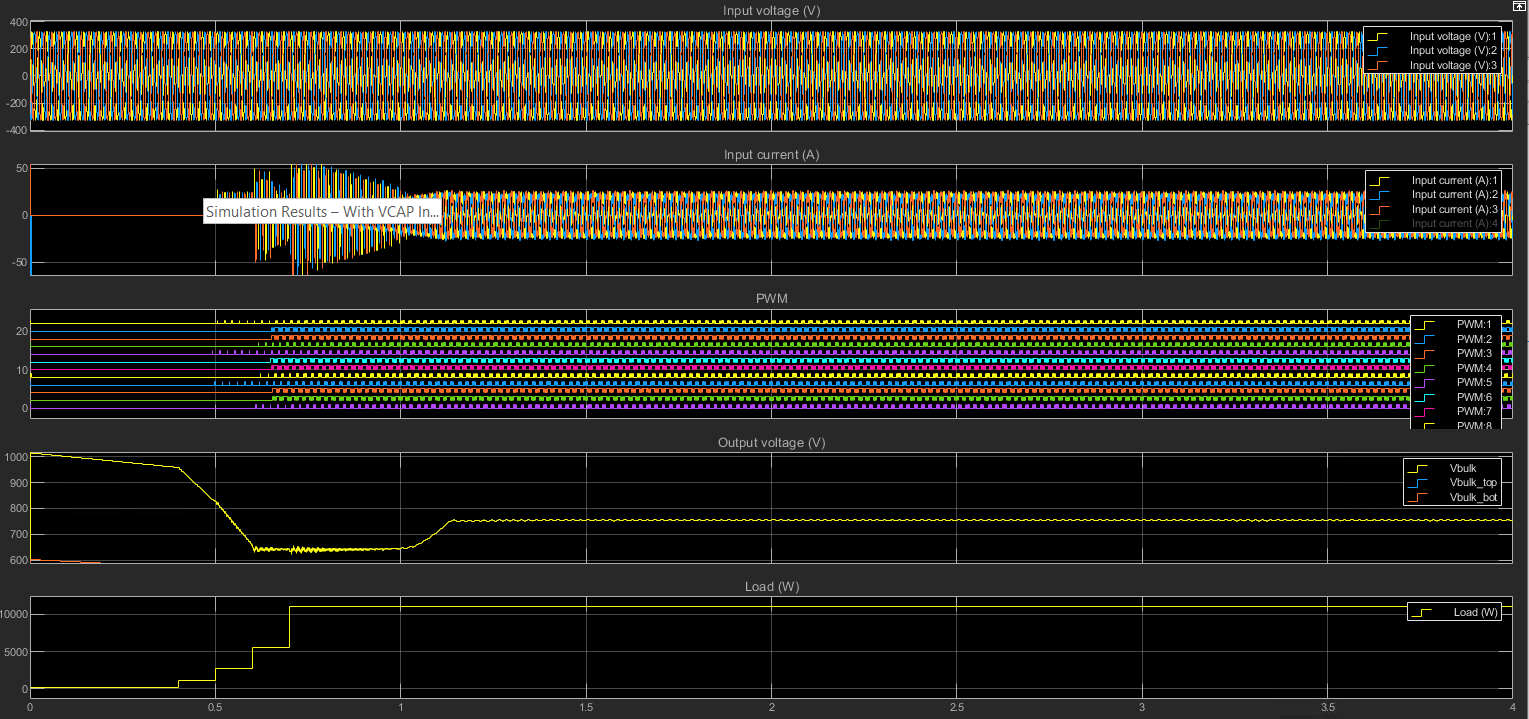 Input voltage (V)
400
200
0
-200
-400
Input voltage (V):1
Input voltage (V):2
Input voltage (V):3
Input current (A)
50
0
-50
Input current (A):1
Input current (A):2
Input current (A):3
Input current (A):4
Simulation Results – With VCAP In...
PWM
20
10
0
PWM:1
PWM:2
PWM:3
PWM:4
PWM:5
PWM:6
PWM:7
PWM:8
Output voltage (V)
1000
900
800
700
600
Vbulk
Vbulk_top
Vbulk_bot
Load (W)
10000
5000
0
Load (W)
0 0.5 1 1.5 2 2.5 3 3.5 4